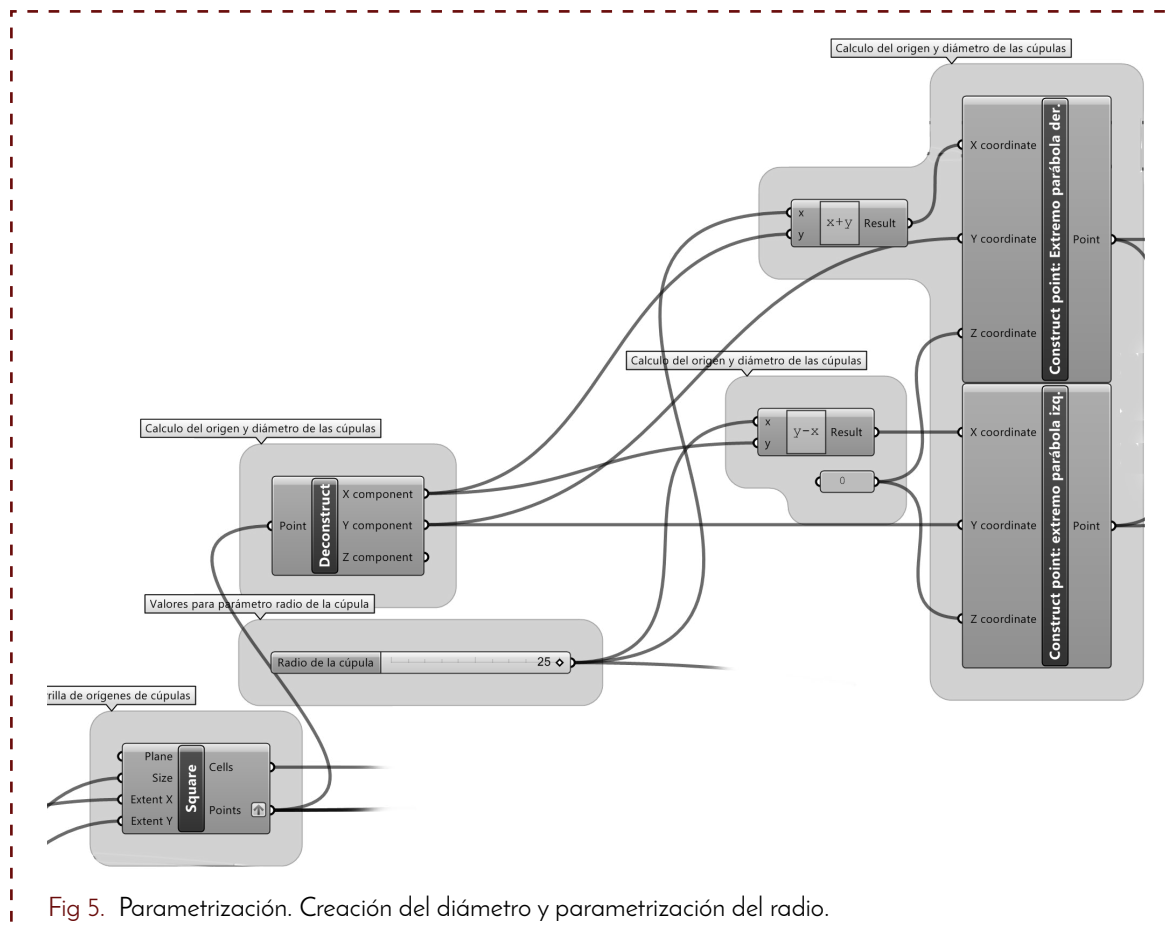 Calculo del origen y diámetro de las cúpulas
X coordinate
Y coordinate
Z coordinate
Construct point: Extremo parábola der.
Point
x
y
x+y
Result
Calculo del origen y diámetro de las cúpulas
x
y
y-x
Result
0
X coordinate
Y coordinate
Z coordinate
Construct point: extremo parábola izq.
Point
Calculo del origen y diámetro de las cúpulas
Point
Deconstruct
X component
Y component
Z component
Valores para parámetro radio de la cúpula
Radio de la cúpula
25
rilla de orígenes de cúpulas
Plane
Size
Extent X
Extent Y
Square
Cells
Points
Fig 5. Parametrización. Creación del diámetro y parametrización del radio.